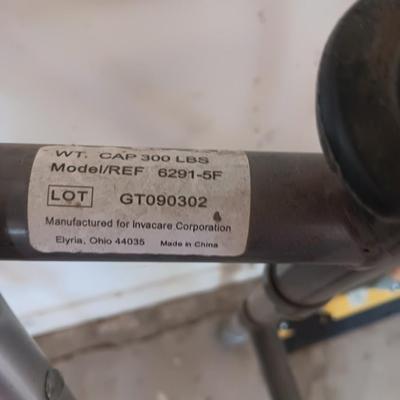 WT. CAP 300 LBS
Model/REF 6291-5F
LOT GT090302
Manufactured for Invacare Corporation
Elyria, Ohio 44035 Made in China